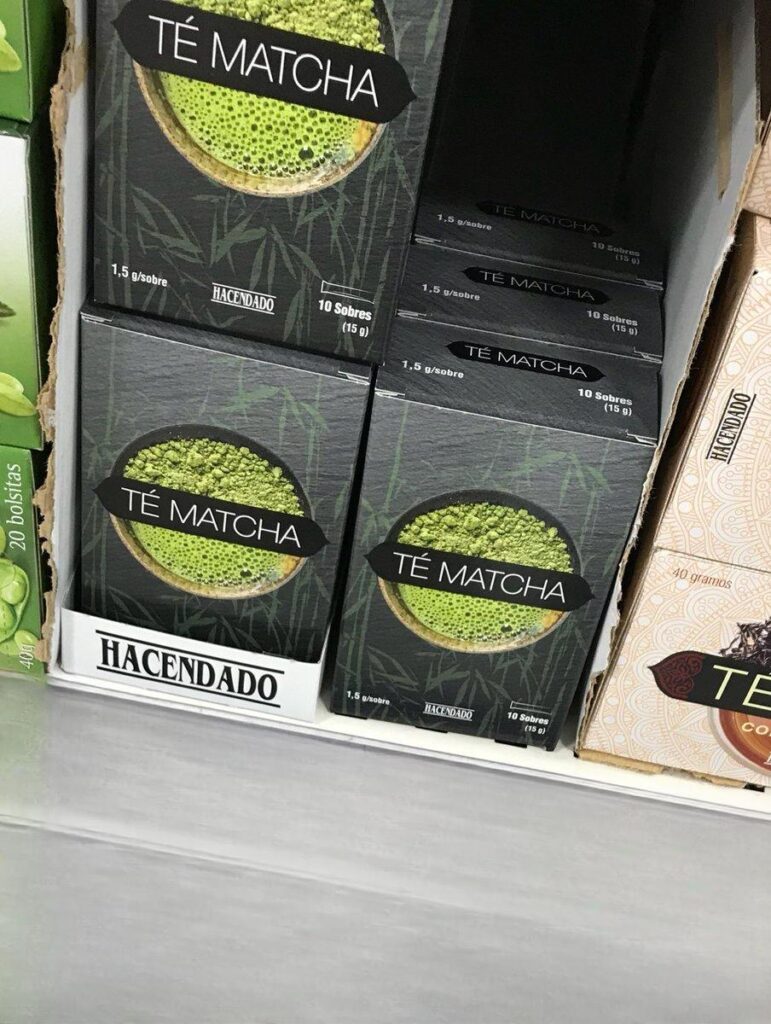 TÉ MATCHA
1,5 g/sobre
HACENDADO
10 Sobres
(15 g)
TÉ MATCHA
1,5 g/sobre
10 Sobres
(15 g)
TÉ MATCHA
1,5 g/sobre
10 Sobres
(15 g)
TÉ MATCHA
1,5 g/sobre
10 Sobres
(15 g)
TÉ MATCHA
HACENDADO
TÉ MATCHA
1,5 g/sobre
HACENDADO
10 Sobres
(15 g)
20 bolsitas
HACENDADO
40 gramos
TÉ